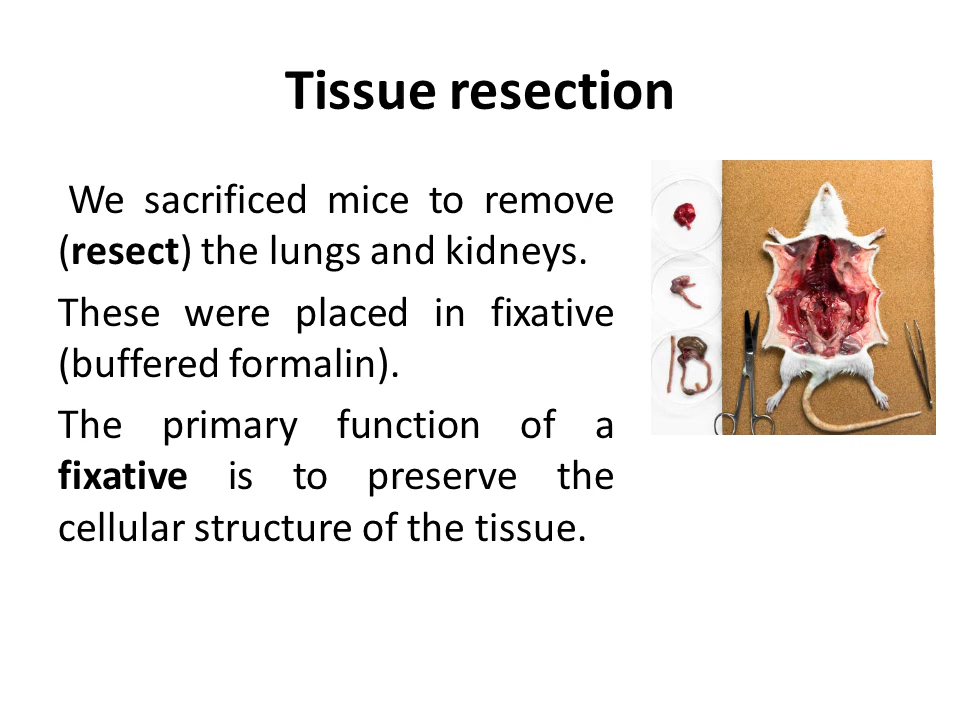 Tissue resection
We sacrificed mice to remove
(resect) the lungs and kidneys.
These were placed in fixative
(buffered formalin).
The primary function of a
fixative is to preserve the
cellular structure of the tissue.